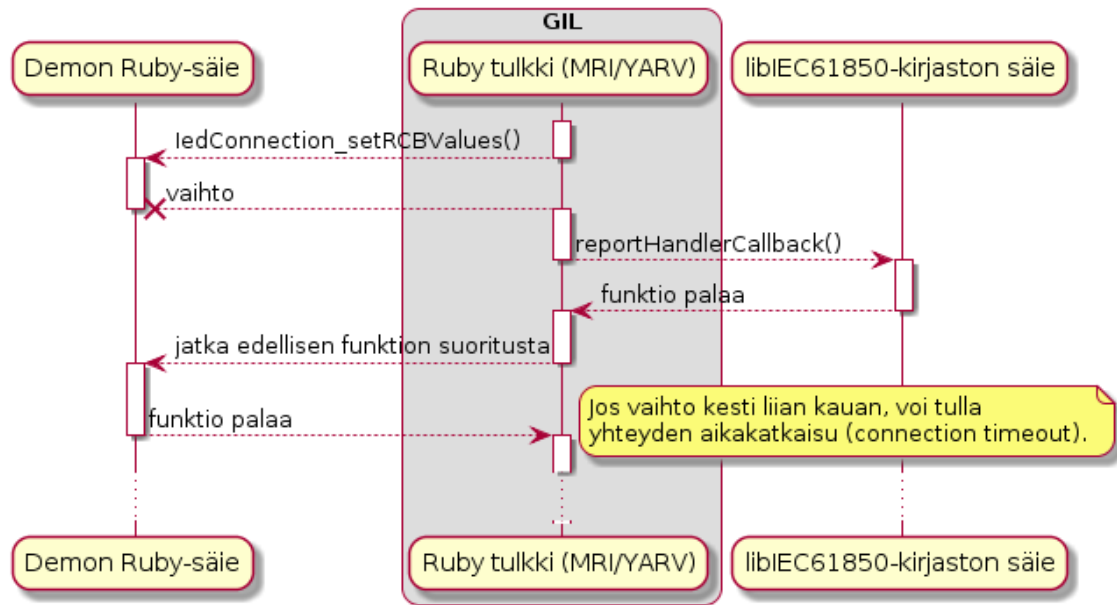 GIL
Demon Ruby-säie
Ruby tulkki (MRI/YARV)
libIEC61850-kirjaston säie
IedConnection_setRCBValues()
vaihto
reportHandlerCallback()
funktio palaa
jatka edellisen funktion suoritusta
Jos vaihto kesti liian kauan, voi tulla
yhteyden aikakatkaisu (connection timeout).
funktio palaa
Demon Ruby-säie
Ruby tulkki (MRI/YARV)
libIEC61850-kirjaston säie